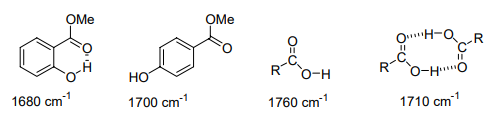 OMe
O
H
O
1680 cm⁻¹
OMe
O
HO
1700 cm⁻¹
O
R C O-H
1760 cm⁻¹
O H-O
R C C R
O-H O
1710 cm⁻¹